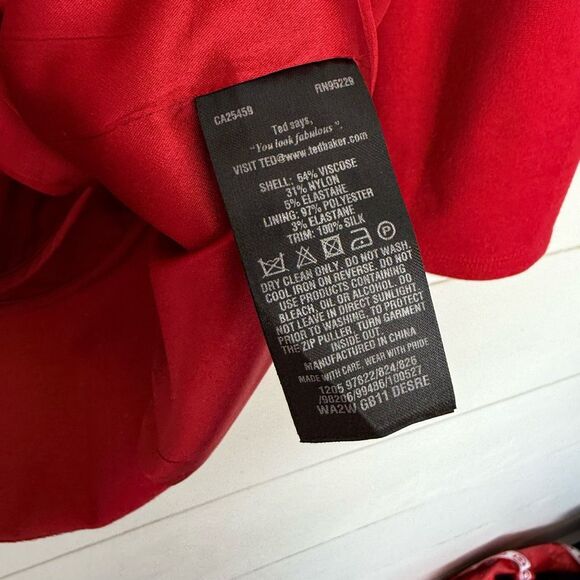 CA25459 RN95229
Ted says,
"You look fabulous".
VISIT TED@www.tedbaker.com
SHELL: 64% VISCOSE
31% NYLON
5% ELASTANE
LINING: 97% POLYESTER
3% ELASTANE
TRIM: 100% SILK
P
DRY CLEAN ONLY. DO NOT WASH.
COOL IRON ON REVERSE. DO NOT
USE PRODUCTS CONTAINING
BLEACH, OIL OR ALCOHOL. DO
NOT LEAVE IN DIRECT SUNLIGHT
PRIOR TO WASHING, TO PROTECT
THE ZIP PULLER, TURN GARMENT
INSIDE OUT.
MANUFACTURED IN CHINA
MADE WITH CARE, WEAR WITH PRIDE
1205 97822/824/826
/98206/99486/100527
WA2W GB11 DESRE